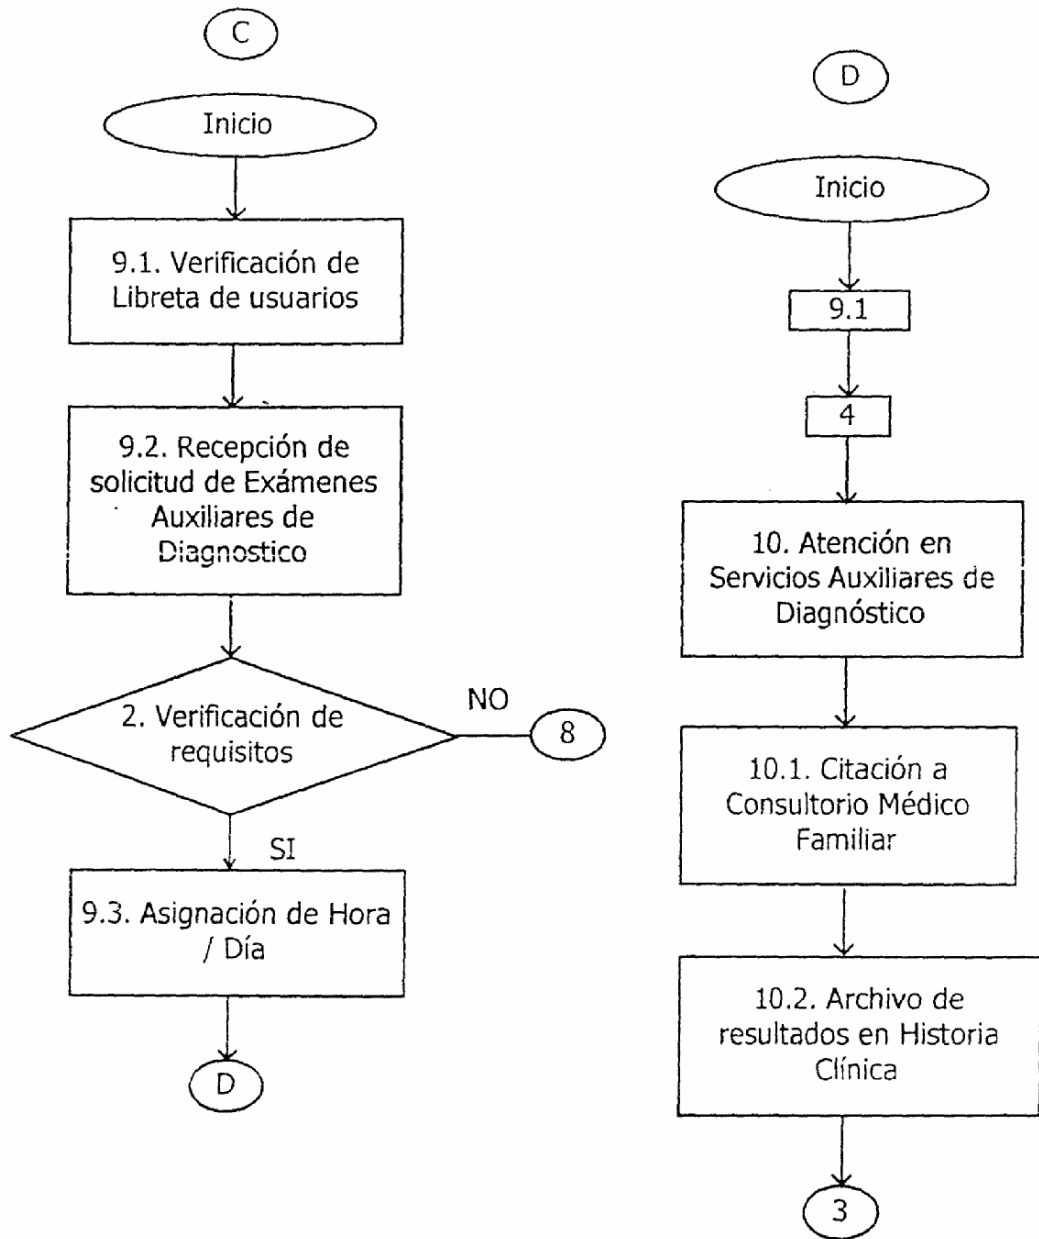 C
Inicio
9.1. Verificación de
Libreta de usuarios
9.2. Recepción de
solicitud de Exámenes
Auxiliares de
Diagnostico
2. Verificación de
requisitos
NO
8
SI
9.3. Asignación de Hora
/ Día
D
D
Inicio
9.1
4
10. Atención en
Servicios Auxiliares de
Diagnóstico
10.1. Citación a
Consultorio Médico
Familiar
10.2. Archivo de
resultados en Historia
Clínica
3